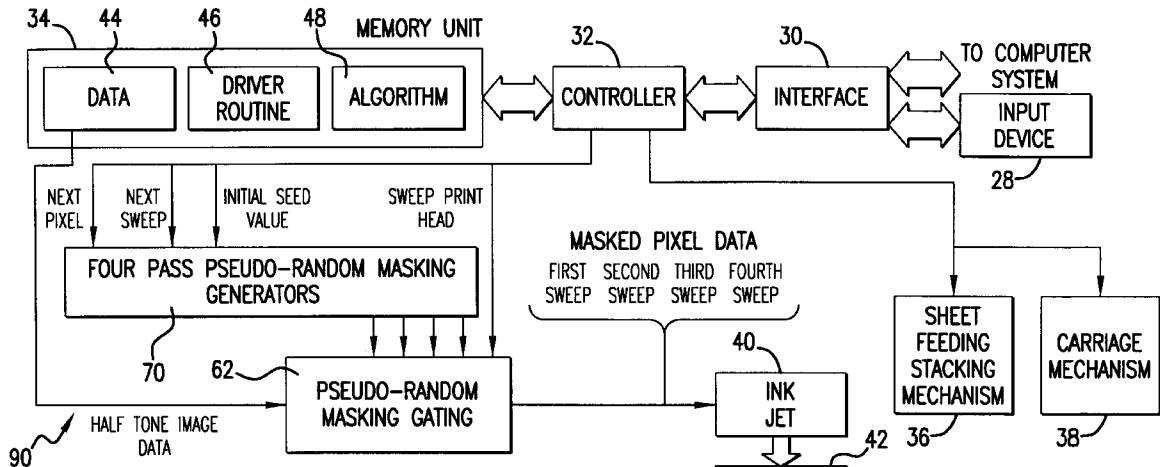 34
44
46
48
MEMORY UNIT
32
30
TO COMPUTER
SYSTEM
DATA
DRIVER
ROUTINE
ALGORITHM
CONTROLLER
INTERFACE
INPUT
DEVICE
28
NEXT
PIXEL
NEXT
SWEEP
INITIAL SEED
VALUE
SWEEP PRINT
HEAD
FOUR PASS PSEUDO-RANDOM MASKING
GENERATORS
70
MASKED PIXEL DATA
FIRST
SWEEP
SECOND
SWEEP
THIRD
SWEEP
FOURTH
SWEEP
62
PSEUDO-RANDOM
MASKING GATING
40
INK
JET
SHEET
FEEDING
STACKING
MECHANISM
36
CARRIAGE
MECHANISM
38
90
HALF TONE IMAGE
DATA
42